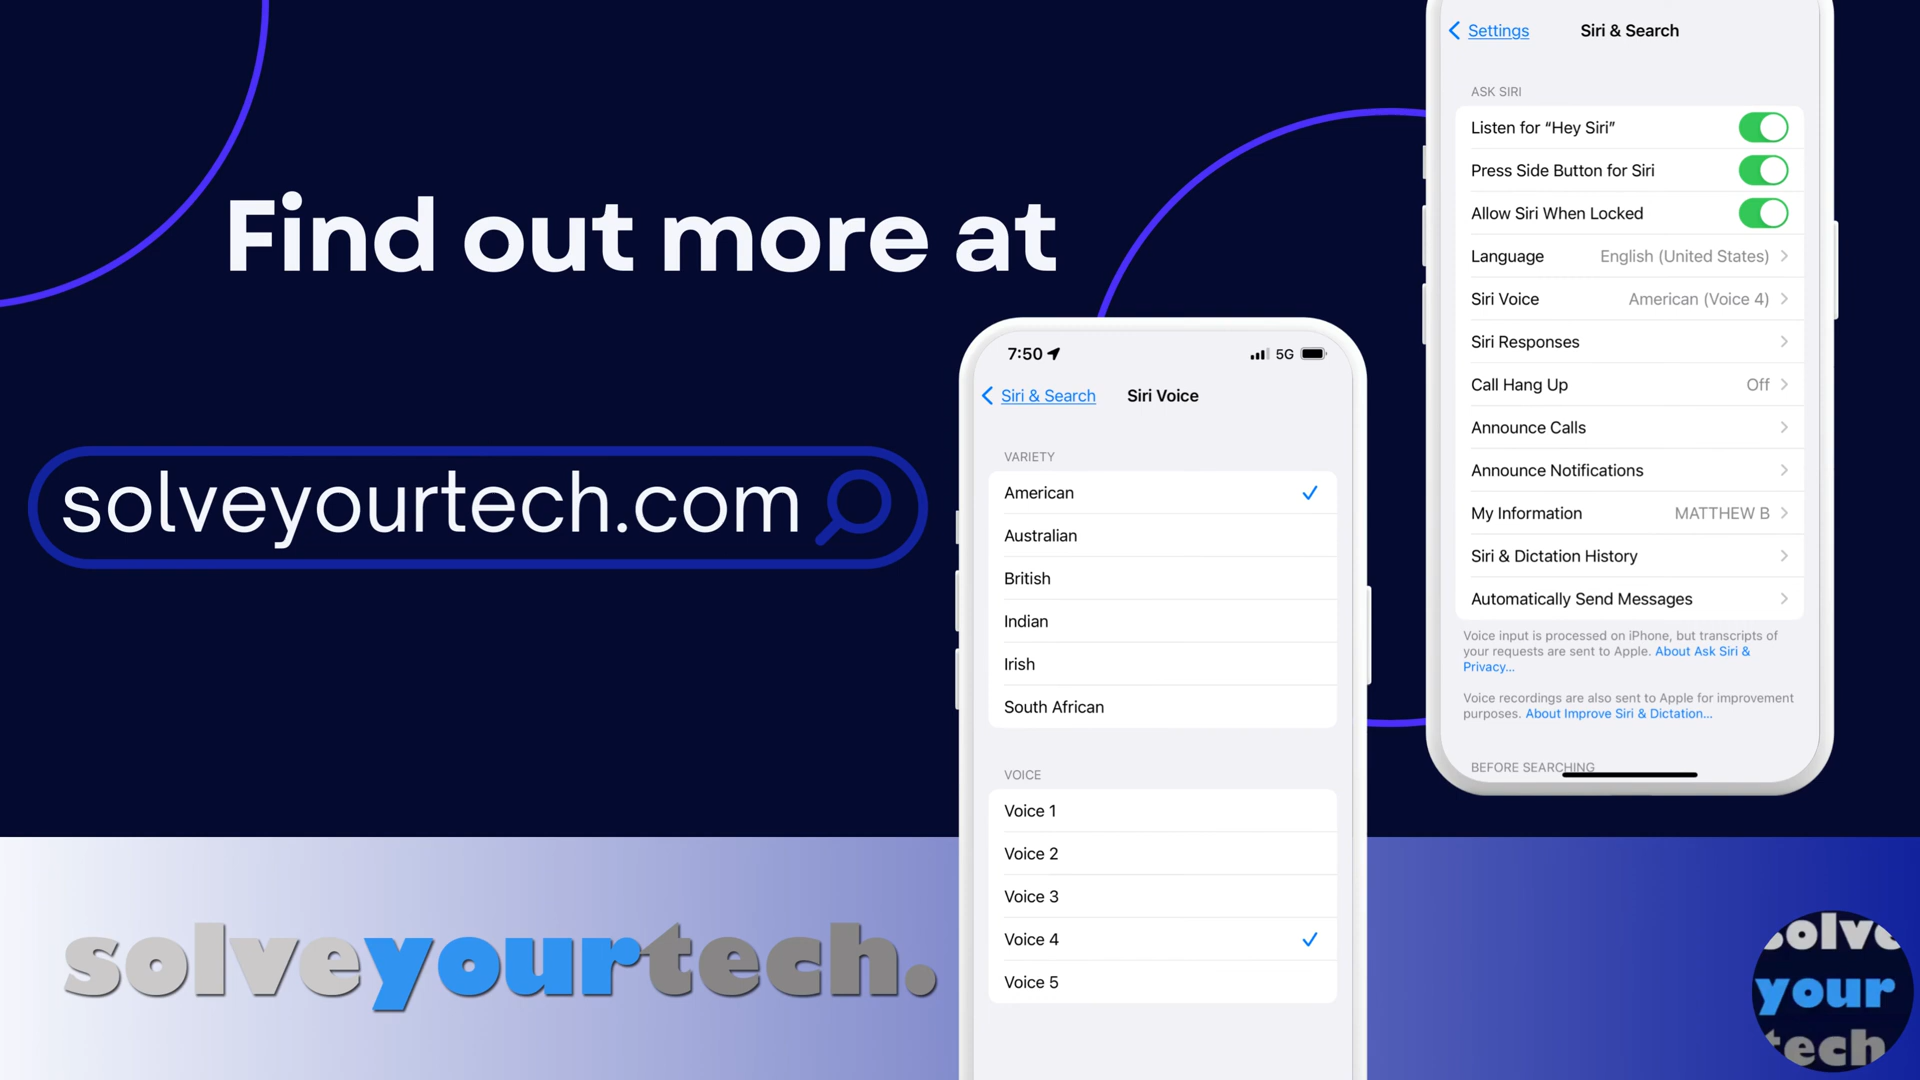 Find out more at
solveyourtech.com
solveyourtech.
7:50
5G
Siri & Search
Siri Voice
VARIETY
American
Australian
British
Indian
Irish
South African
VOICE
Voice 1
Voice 2
Voice 3
Voice 4
Voice 5
Settings
Siri & Search
ASK SIRI
Listen for “Hey Siri”
Press Side Button for Siri
Allow Siri When Locked
Language English (United States)
Siri Voice American (Voice 4)
Siri Responses
Call Hang Up Off
Announce Calls
Announce Notifications
My Information MATTHEW B
Siri & Dictation History
Automatically Send Messages
Voice input is processed on iPhone, but transcripts of
your requests are sent to Apple. About Ask Siri &
Privacy...
Voice recordings are also sent to Apple for improvement
purposes. About Improve Siri & Dictation...
BEFORE SEARCHING
solve
your
tech